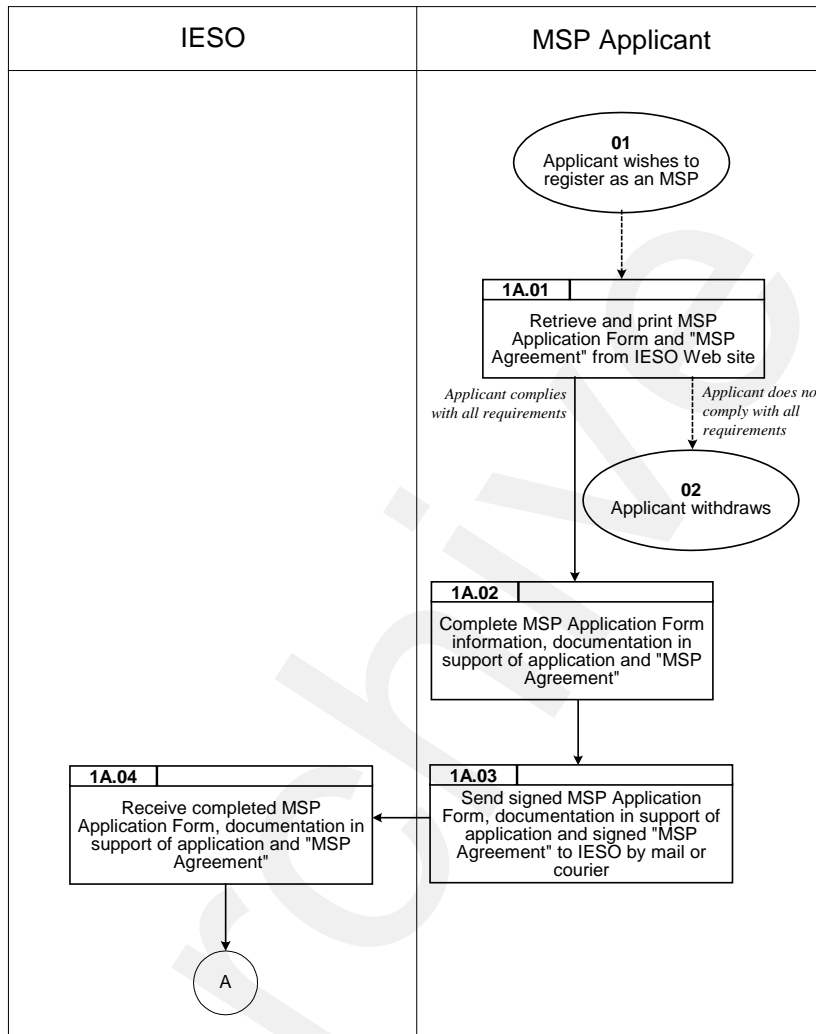 IESO
MSP Applicant
01
Applicant wishes to
register as an MSP
1A.01
Retrieve and print MSP
Application Form and "MSP
Agreement" from IESO Web site
Applicant complies
with all requirements
Applicant does no
comply with all
requirements
02
Applicant withdraws
1A.02
Complete MSP Application Form
information, documentation in
support of application and "MSP
Agreement"
1A.04
Receive completed MSP
Application Form, documentation in
support of application and "MSP
Agreement"
1A.03
Send signed MSP Application
Form, documentation in support of
application and signed "MSP
Agreement" to IESO by mail or
courier
A
rchive